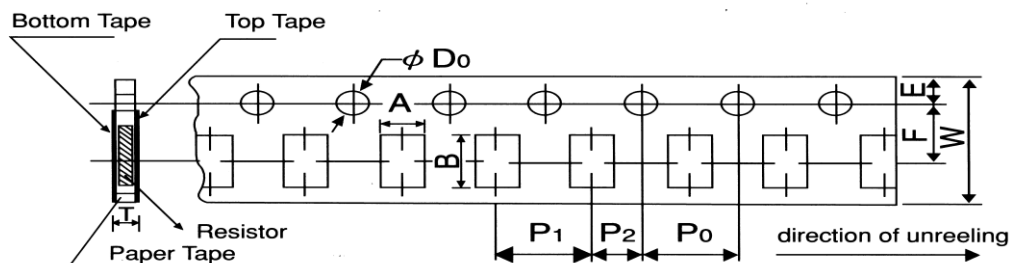 Bottom Tape
Top Tape
ϕ D0
A
B
E
F
W
T
Resistor
Paper Tape
P1
P2
P0
direction of unreeling